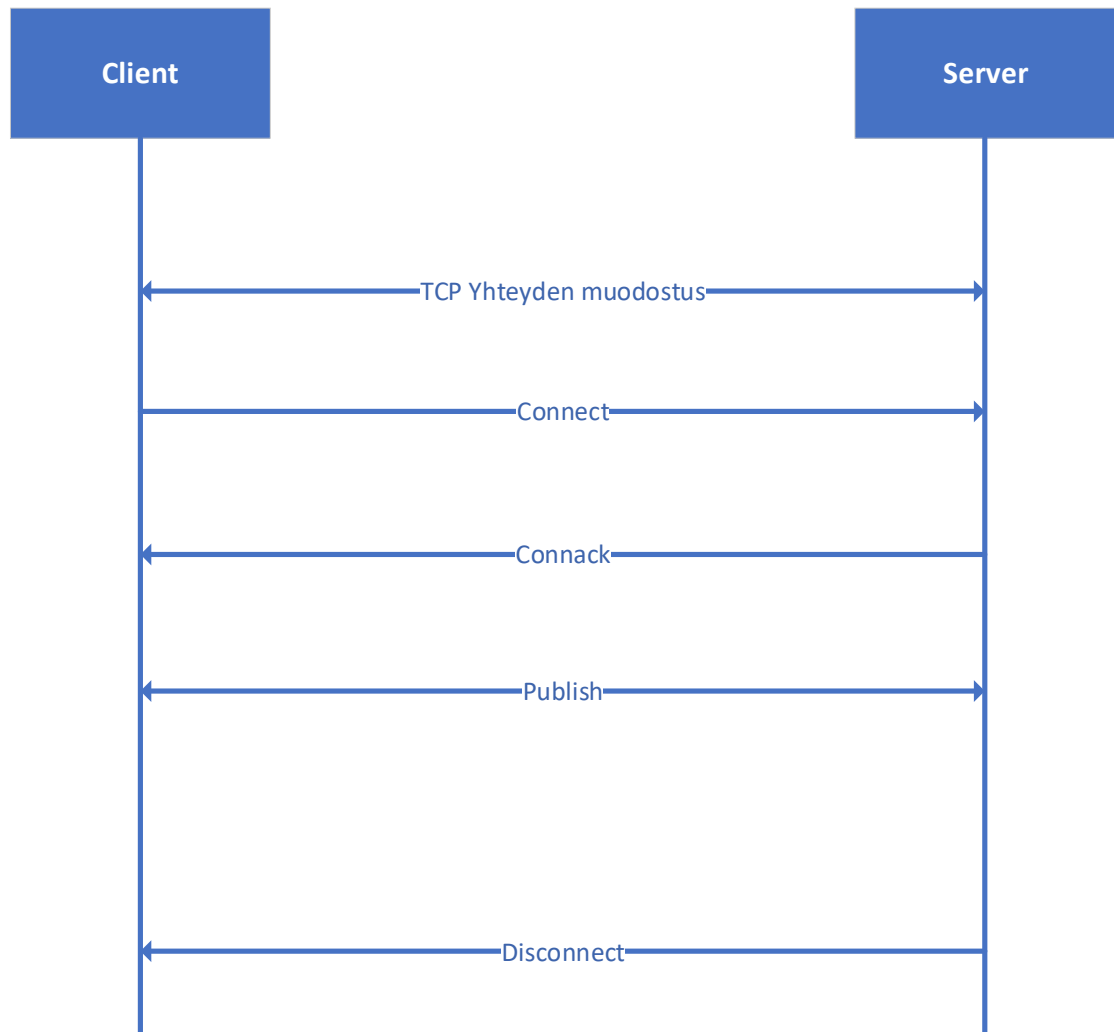 Client
Server
TCP Yhteyden muodostus
Connect
Connack
Publish
Disconnect